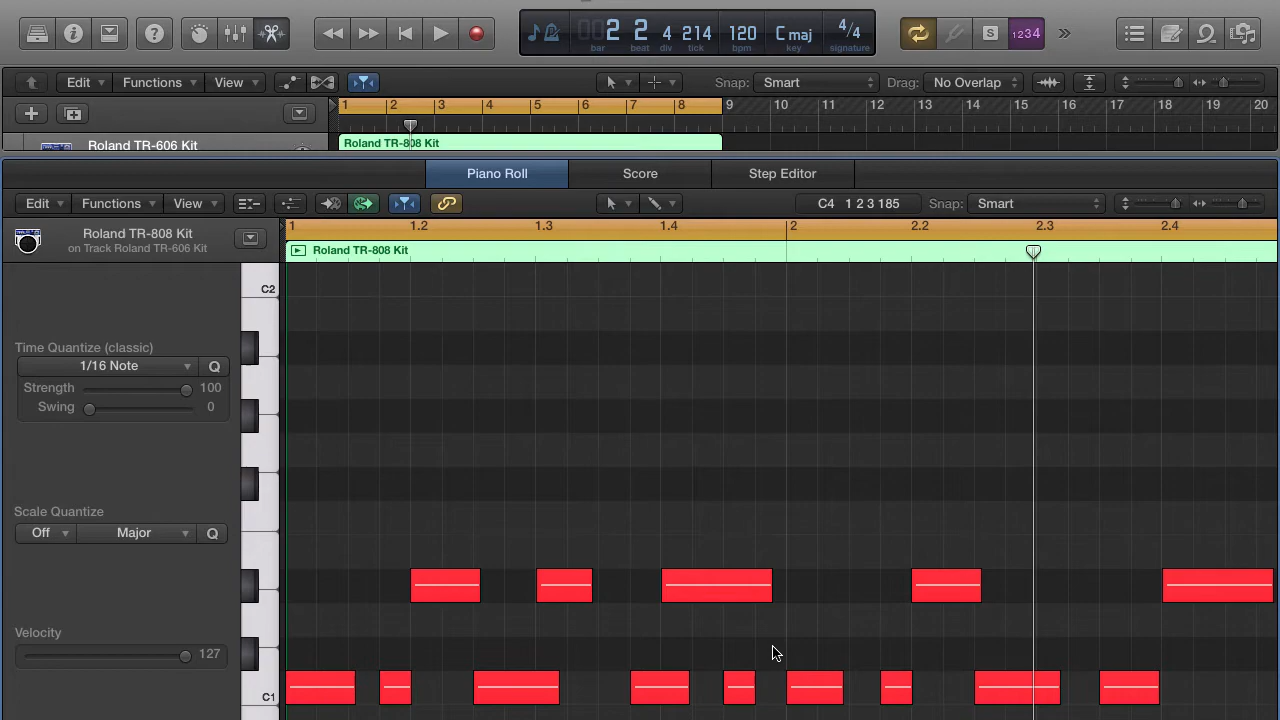 2 2 4 214 120 C maj 4/4
bar beat div tick bpm key signature
S 1234
Edit Functions View Snap: Smart Drag: No Overlap
1 2 3 4 5 6 7 8 9 10 11 12 13 14 15 16 17 18 19 20
Roland TR-606 Kit Roland TR-808 Kit
Piano Roll Score Step Editor
Edit Functions View C4 1 2 3 185 Snap: Smart
1 1.2 1.3 1.4 2 2.2 2.3 2.4
Roland TR-808 Kit
on Track Roland TR-606 Kit
Roland TR-808 Kit
C2
Time Quantize (classic)
1/16 Note Q
Strength 100
Swing 0
Scale Quantize
Off Major Q
Velocity
127
C1